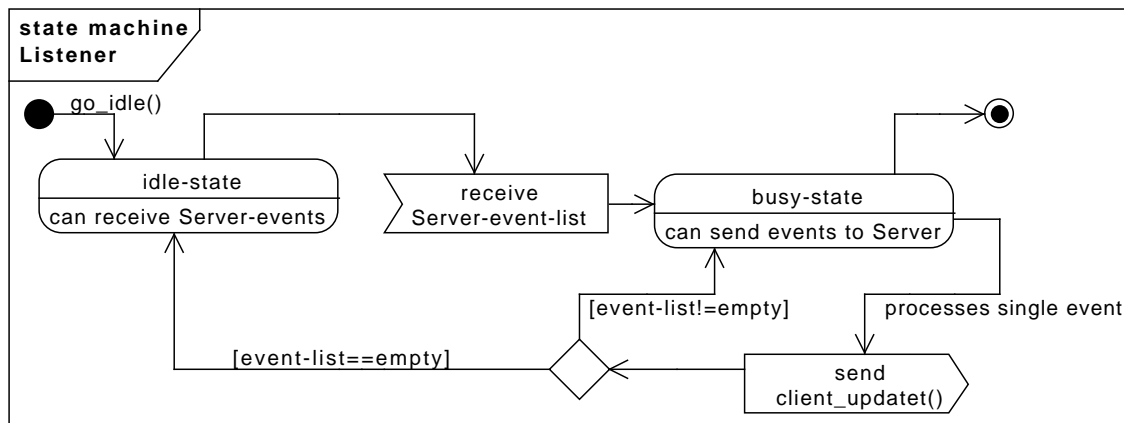 state machine
Listener
go_idle()
idle-state
can receive Server-events
receive
Server-event-list
busy-state
can send events to Server
[event-list!=empty]
processes single event
[event-list==empty]
send
client_updatet()